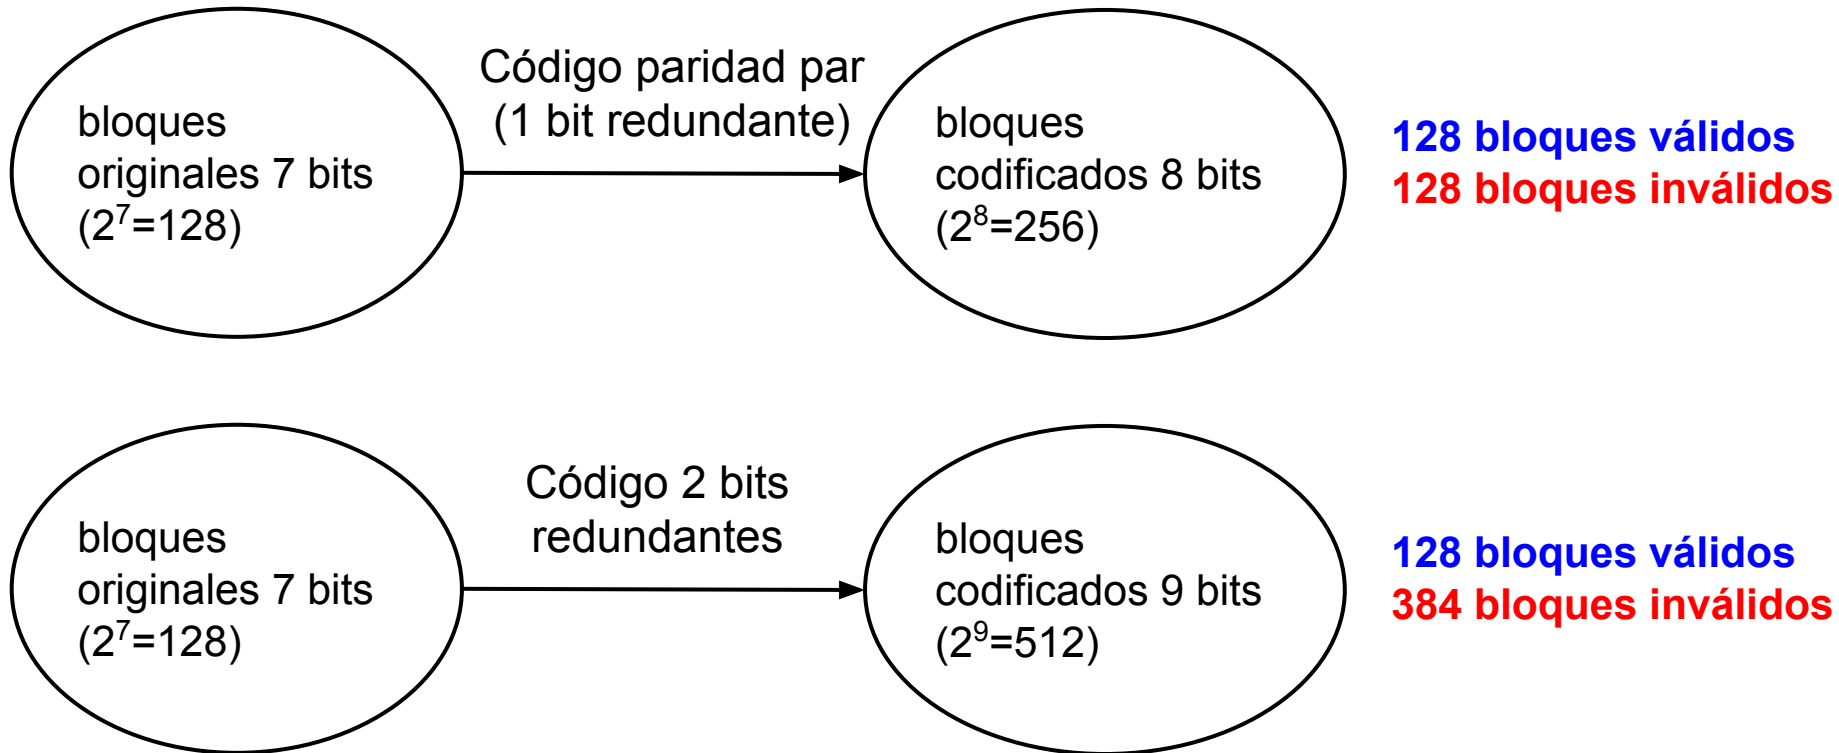 Código paridad par
(1 bit redundante)
bloques
originales 7 bits
(2⁷=128)
bloques
codificados 8 bits
(2⁸=256)
128 bloques válidos
128 bloques inválidos
Código 2 bits
redundantes
bloques
originales 7 bits
(2⁷=128)
bloques
codificados 9 bits
(2⁹=512)
128 bloques válidos
384 bloques inválidos